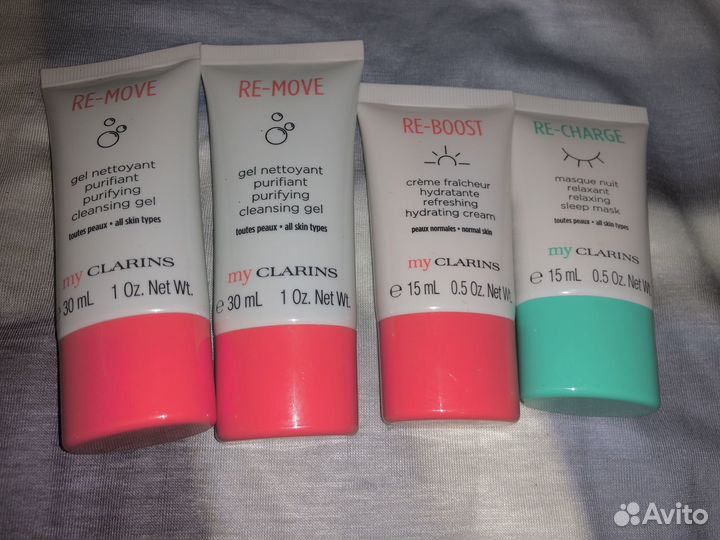 RE-MOVE
gel nettoyant
purifiant
purifying
cleansing gel
toutes peaux • all skin types
my CLARINS
e 30 mL 1 Oz. Net Wt.
RE-MOVE
gel nettoyant
purifiant
purifying
cleansing gel
toutes peaux • all skin types
my CLARINS
e 30 mL 1 Oz. Net Wt.
RE-BOOST
crème fraîcheur
hydratante
refreshing
hydrating cream
peaux normales • normal skin
my CLARINS
e 15 mL 0.5 Oz. Net Wt.
RE-CHARGE
masque nuit
relaxant
relaxing
sleep mask
toutes peaux • all skin types
my CLARINS
e 15 mL 0.5 Oz. Net W
Avito